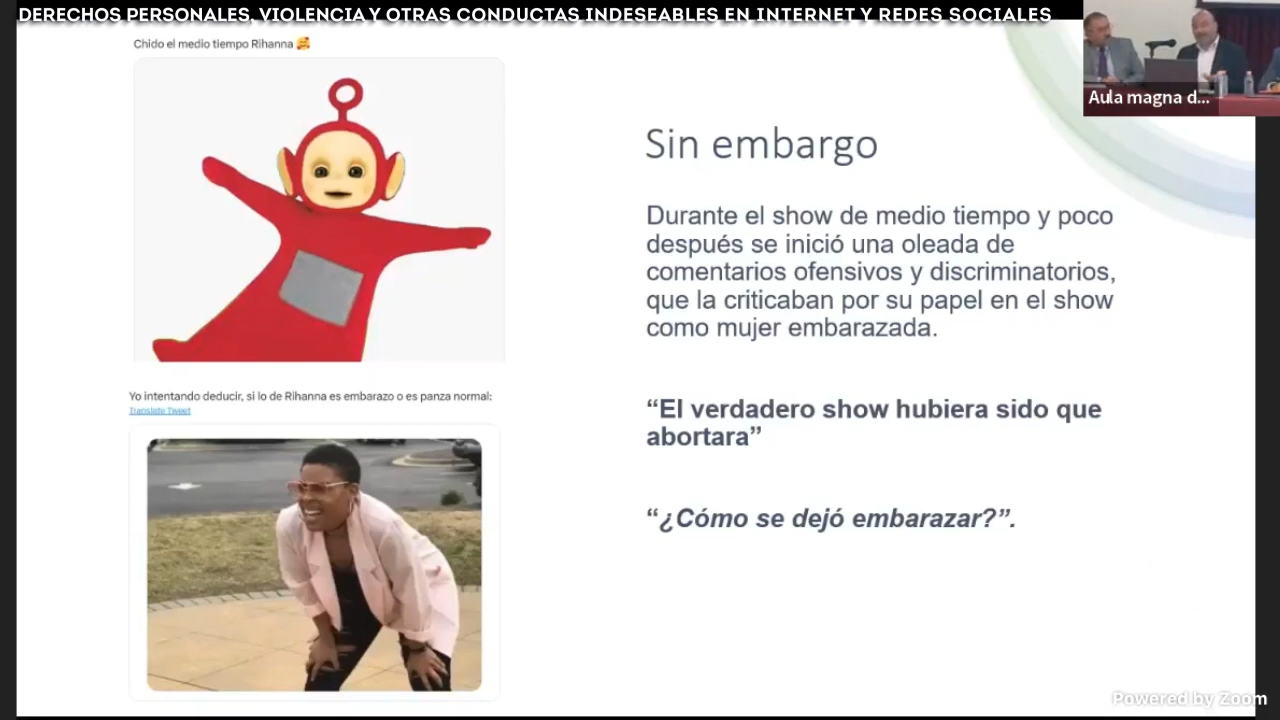 DERECHOS PERSONALES, VIOLENCIA Y OTRAS CONDUCTAS INDESEABLES EN INTERNET Y REDES SOCIALES
Aula magna d...
Chido el medio tiempo Rihanna 🥰
Yo intentando deducir, si lo de Rihanna es embarazo o es panza normal:
Translate Tweet
Sin embargo
Durante el show de medio tiempo y poco
después se inició una oleada de
comentarios ofensivos y discriminatorios,
que la criticaban por su papel en el show
como mujer embarazada.
“El verdadero show hubiera sido que
abortara”
“¿Cómo se dejó embarazar?”.
Powered by Zoom